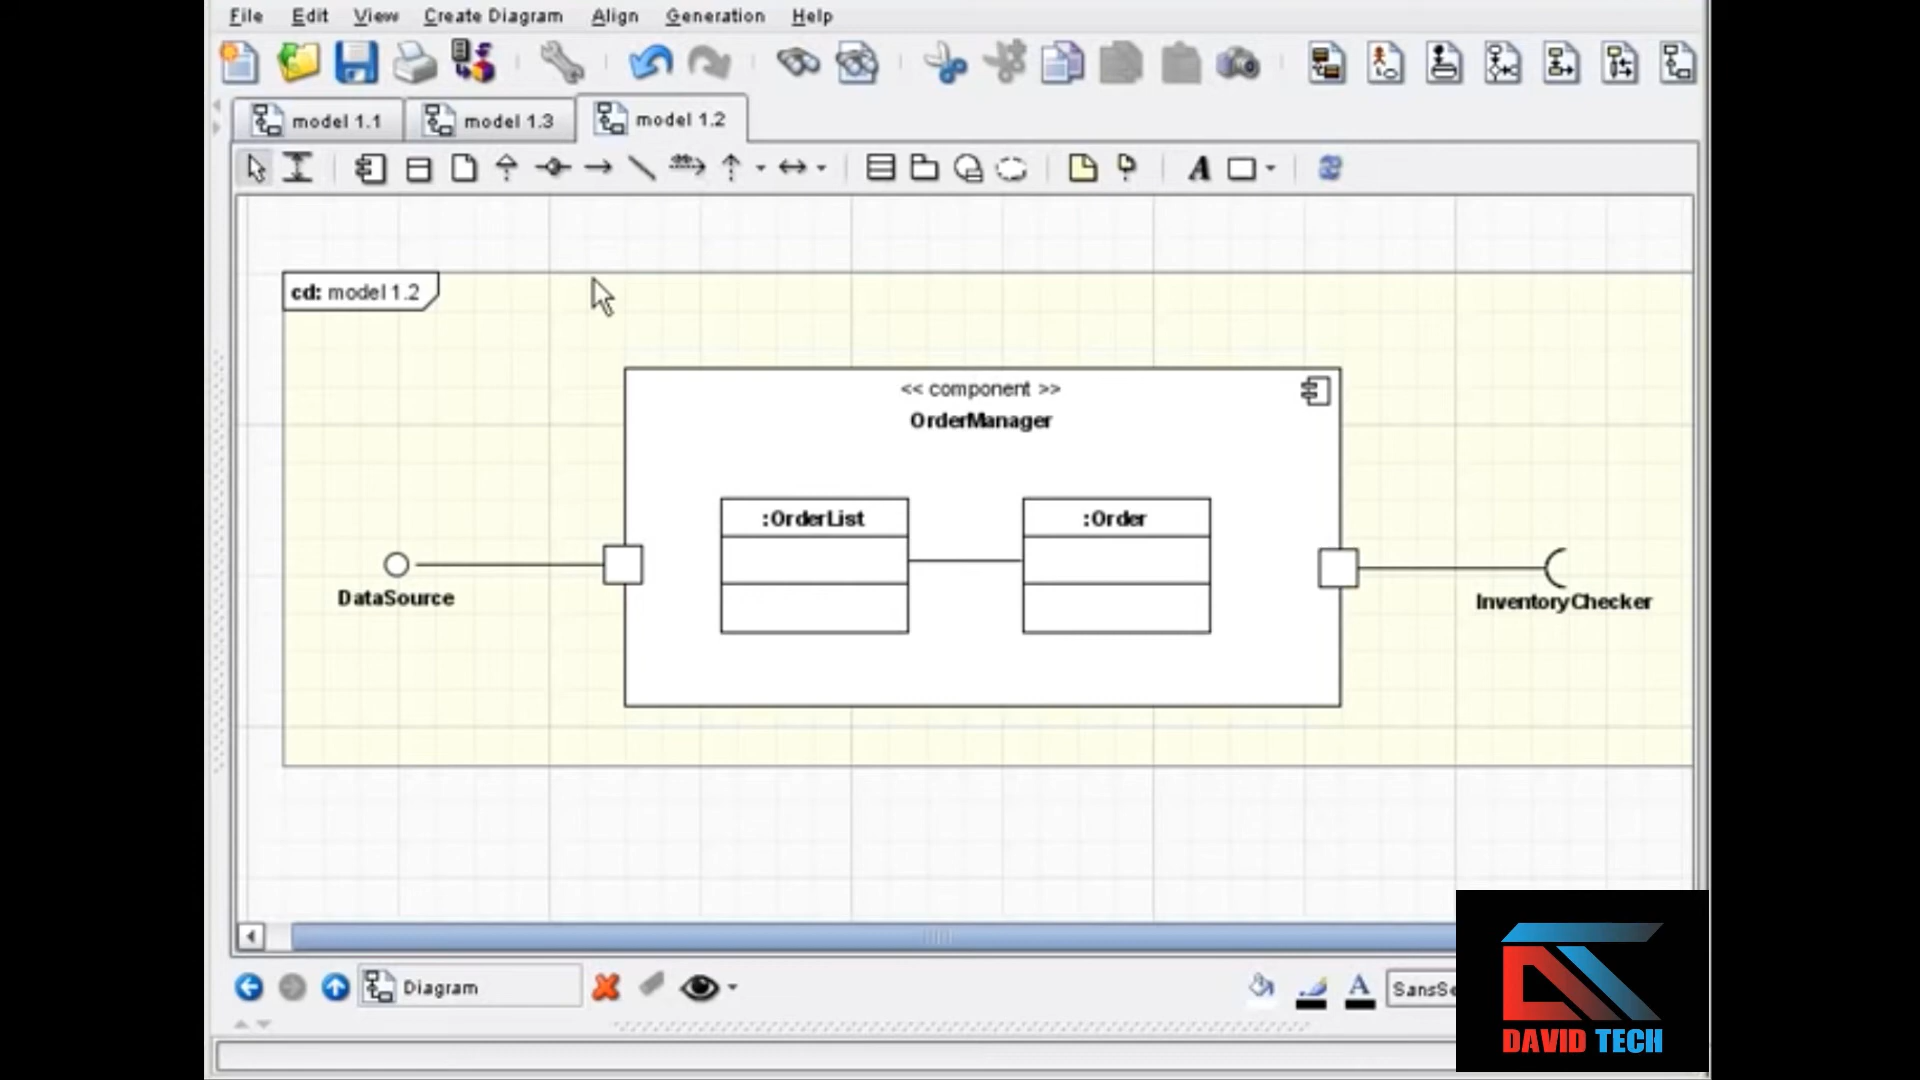 File Edit View Create Diagram Align Generation Help
model 1.1 model 1.3 model 1.2
A
cd: model 1.2
<< component >>
OrderManager
:OrderList :Order
DataSource
InventoryChecker
Diagram
A
SansSe
DAVID TECH